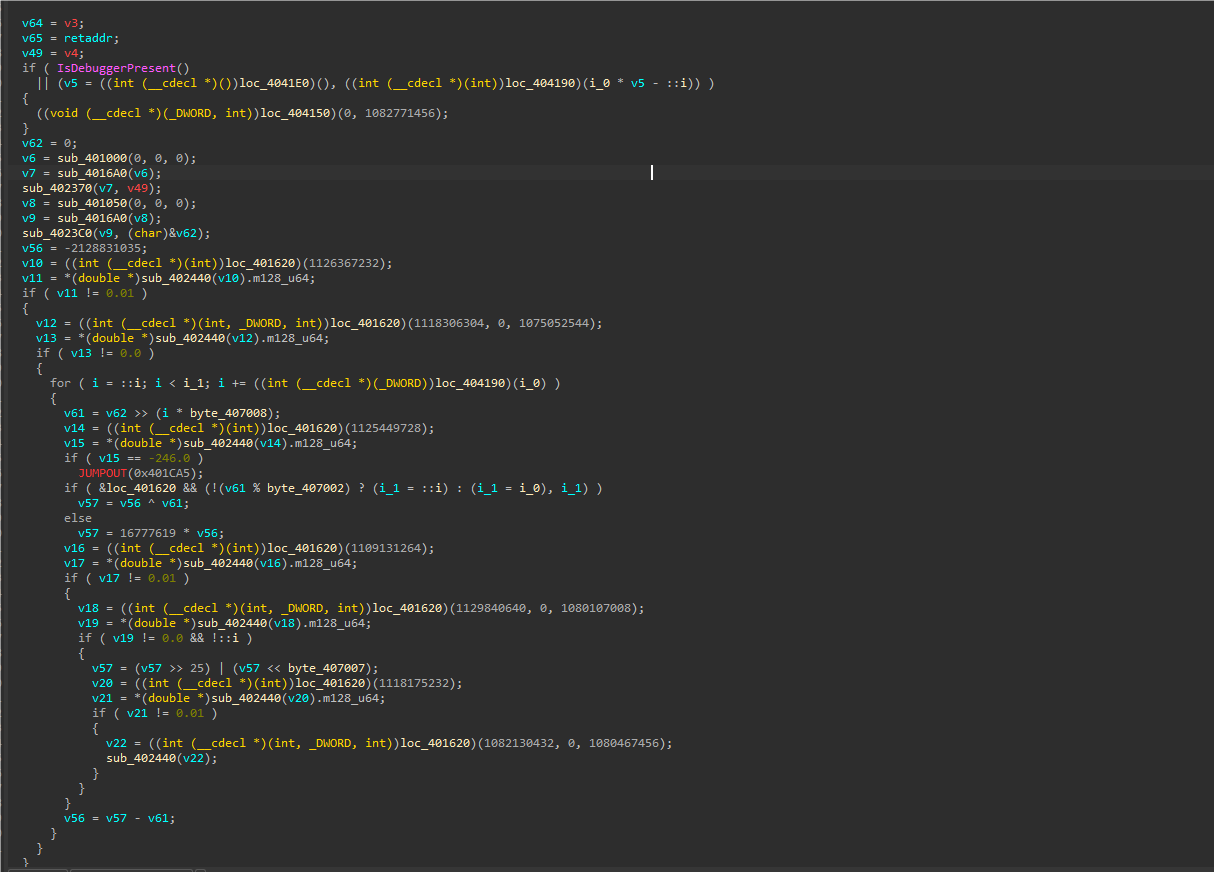 v64 = v3;
v65 = retaddr;
v49 = v4;
if ( IsDebuggerPresent()
|| (v5 = ((int (__cdecl *)())loc_4041E0)(), ((int (__cdecl *)(int))loc_404190)(i_0 * v5 - ::i)) )
{
((void (__cdecl *)(_DWORD, int))loc_404150)(0, 1082771456);
}
v62 = 0;
v6 = sub_401000(0, 0, 0);
v7 = sub_4016A0(v6);
sub_402370(v7, v49);
v8 = sub_401050(0, 0, 0);
v9 = sub_4016A0(v8);
sub_4023C0(v9, (char)&v62);
v56 = -2128831035;
v10 = ((int (__cdecl *)(int))loc_401620)(1126367232);
v11 = *(double *)sub_402440(v10).m128_u64;
if ( v11 != 0.01 )
{
v12 = ((int (__cdecl *)(int, _DWORD, int))loc_401620)(1118306304, 0, 1075052544);
v13 = *(double *)sub_402440(v12).m128_u64;
if ( v13 != 0.0 )
{
for ( i = ::i; i < i_1; i += ((int (__cdecl *)(_DWORD))loc_404190)(i_0) )
{
v61 = v62 >> (i * byte_407008);
v14 = ((int (__cdecl *)(int))loc_401620)(1125449728);
v15 = *(double *)sub_402440(v14).m128_u64;
if ( v15 == -246.0 )
JUMPOUT(0x401CA5);
if ( &loc_401620 && (!(v61 % byte_407002) ? (i_1 = ::i) : (i_1 = i_0), i_1) )
v57 = v56 ^ v61;
else
v57 = 16777619 * v56;
v16 = ((int (__cdecl *)(int))loc_401620)(1109131264);
v17 = *(double *)sub_402440(v16).m128_u64;
if ( v17 != 0.01 )
{
v18 = ((int (__cdecl *)(int, _DWORD, int))loc_401620)(1129840640, 0, 1080107008);
v19 = *(double *)sub_402440(v18).m128_u64;
if ( v19 != 0.0 && !::i )
{
v57 = (v57 >> 25) | (v57 << byte_407007);
v20 = ((int (__cdecl *)(int))loc_401620)(1118175232);
v21 = *(double *)sub_402440(v20).m128_u64;
if ( v21 != 0.01 )
{
v22 = ((int (__cdecl *)(int, _DWORD, int))loc_401620)(1082130432, 0, 1080467456);
sub_402440(v22);
}
}
}
v56 = v57 - v61;
}
}
}